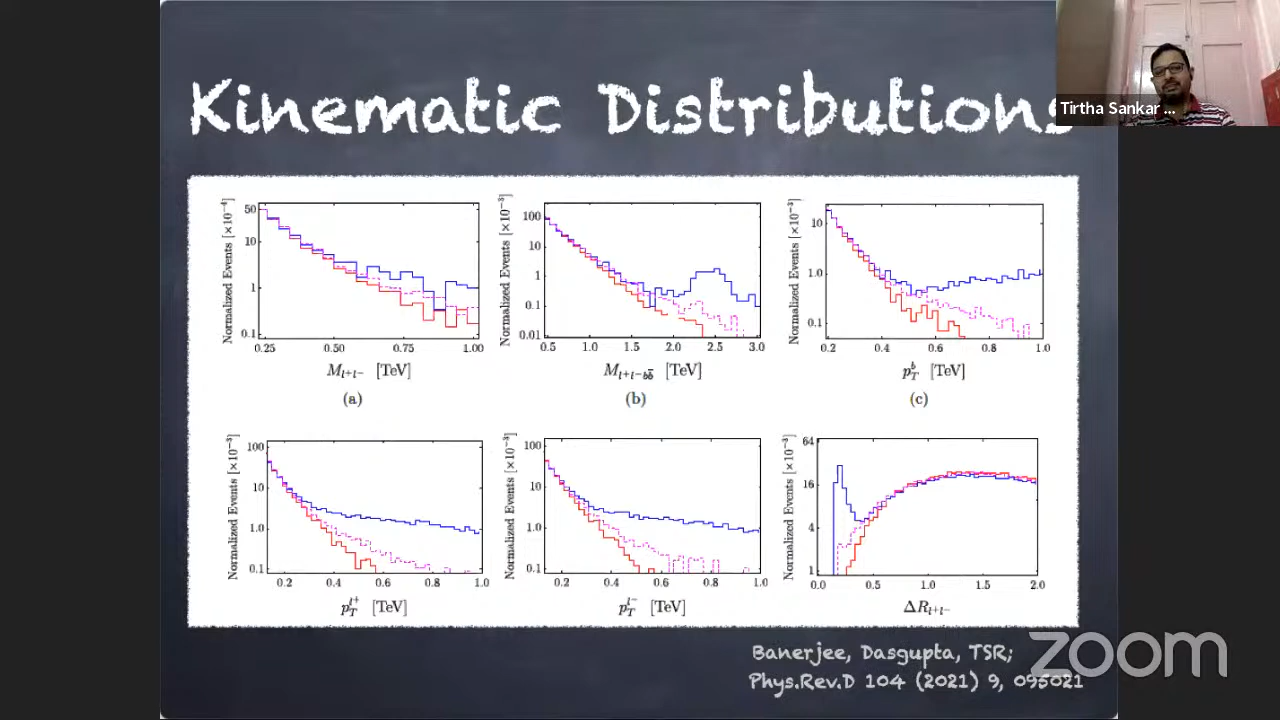 Kinematic Distributions
Tirtha Sankar ...
Normalized Events [×10⁻⁴]
50
10
1
0.1
0.25 0.50 0.75 1.00
M_{l⁺l⁻} [TeV]
(a)
Normalized Events [×10⁻³]
100
10
1
0.1
0.01
0.5 1.0 1.5 2.0 2.5 3.0
M_{l⁺l⁻bb̄} [TeV]
(b)
Normalized Events [×10⁻³]
10
1.0
0.1
0.2 0.4 0.6 0.8 1.0
p_T^b [TeV]
(c)
Normalized Events [×10⁻³]
100
10
1.0
0.1
0.2 0.4 0.6 0.8 1.0
p_T^{l⁺} [TeV]
Normalized Events [×10⁻³]
100
10
1.0
0.1
0.2 0.4 0.6 0.8 1.0
p_T^{l⁻} [TeV]
Normalized Events [×10⁻³]
64
16
4
1
0.0 0.5 1.0 1.5 2.0
ΔR_{l⁺l⁻}
Banerjee, Dasgupta, TSR;
Phys.Rev.D 104 (2021) 9, 095021
zoom